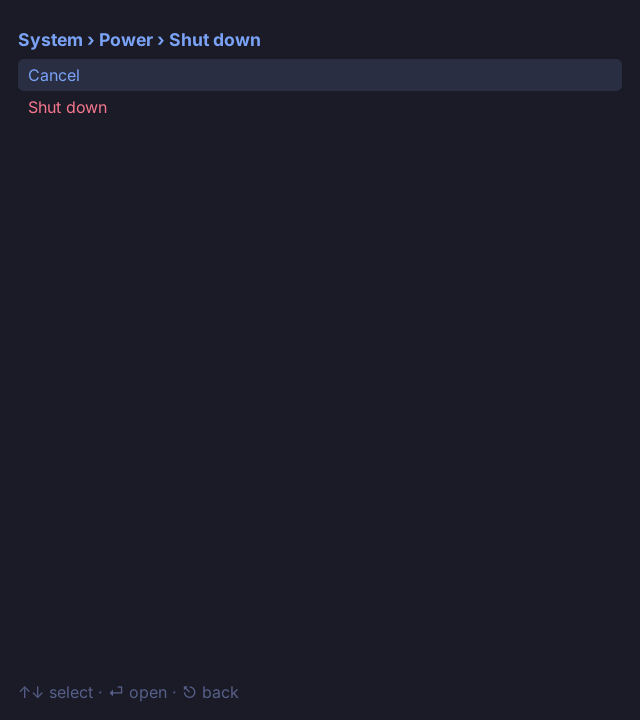 System › Power › Shut down
Cancel
Shut down
↑↓ select · ⏎ open · ⎋ back